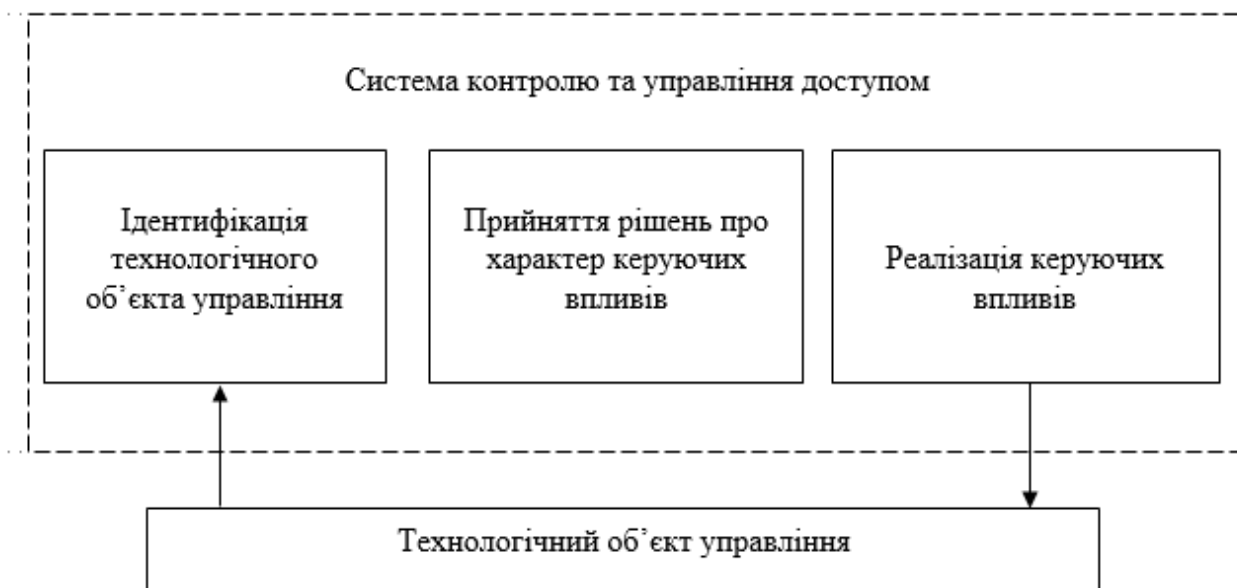 Система контролю та управління доступом
Ідентифікація
технологічного
об’єкта управління
Прийняття рішень про
характер керуючих
впливів
Реалізація керуючих
впливів
Технологічний об’єкт управління